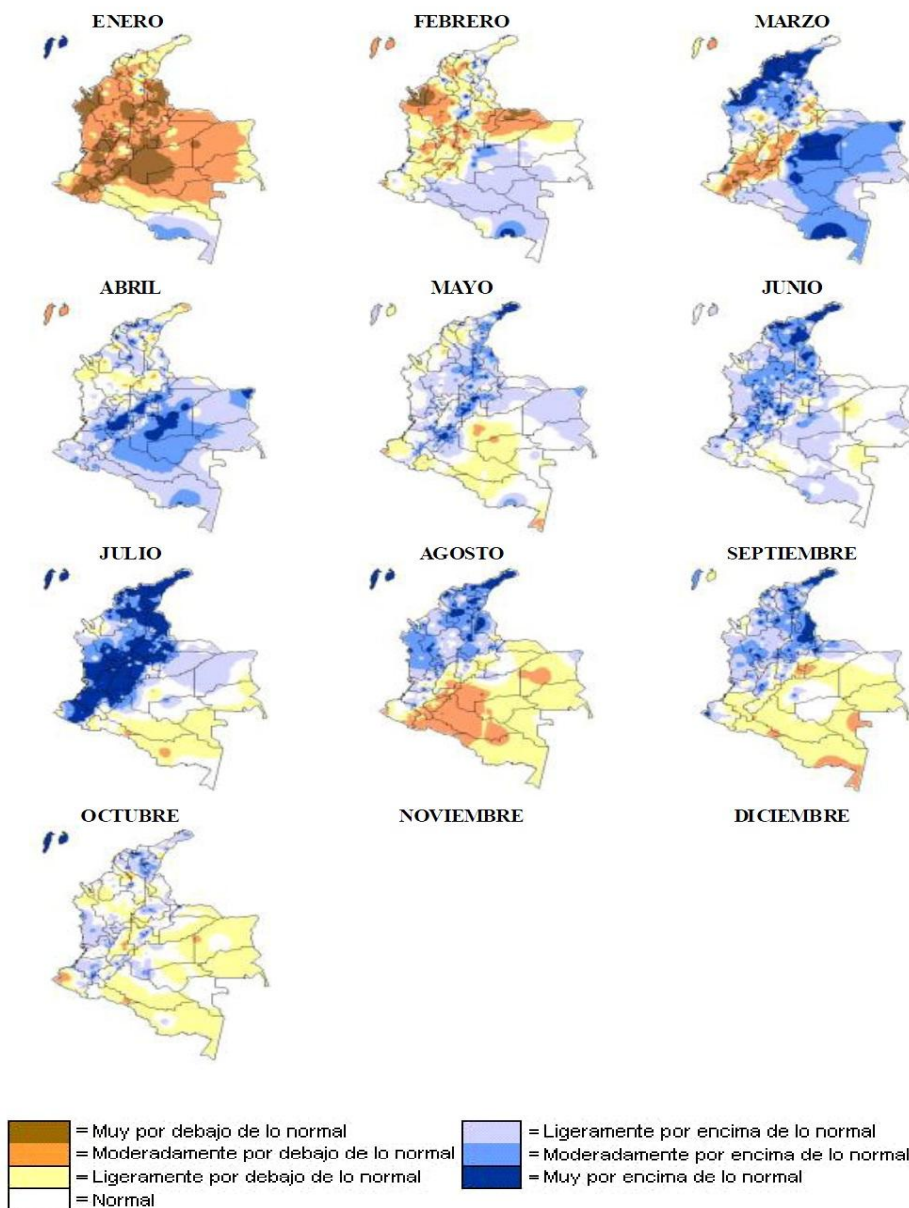 ENERO FEBRERO MARZO
ABRIL MAYO JUNIO
JULIO AGOSTO SEPTIEMBRE
OCTUBRE NOVIEMBRE DICIEMBRE
= Muy por debajo de lo normal
= Moderadamente por debajo de lo normal
= Ligeramente por debajo de lo normal
= Normal
= Ligeramente por encima de lo normal
= Moderadamente por encima de lo normal
= Muy por encima de lo normal